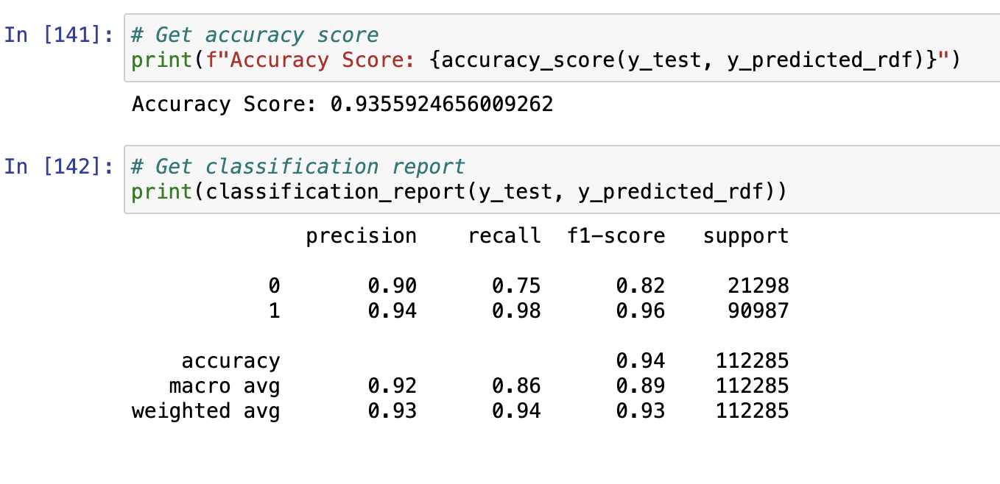 In [141]: # Get accuracy score
print(f"Accuracy Score: {accuracy_score(y_test, y_predicted_rdf)}")
Accuracy Score: 0.9355924656009262
In [142]: # Get classification report
print(classification_report(y_test, y_predicted_rdf))
precision recall f1-score support
0 0.90 0.75 0.82 21298
1 0.94 0.98 0.96 90987
accuracy 0.94 112285
macro avg 0.92 0.86 0.89 112285
weighted avg 0.93 0.94 0.93 112285